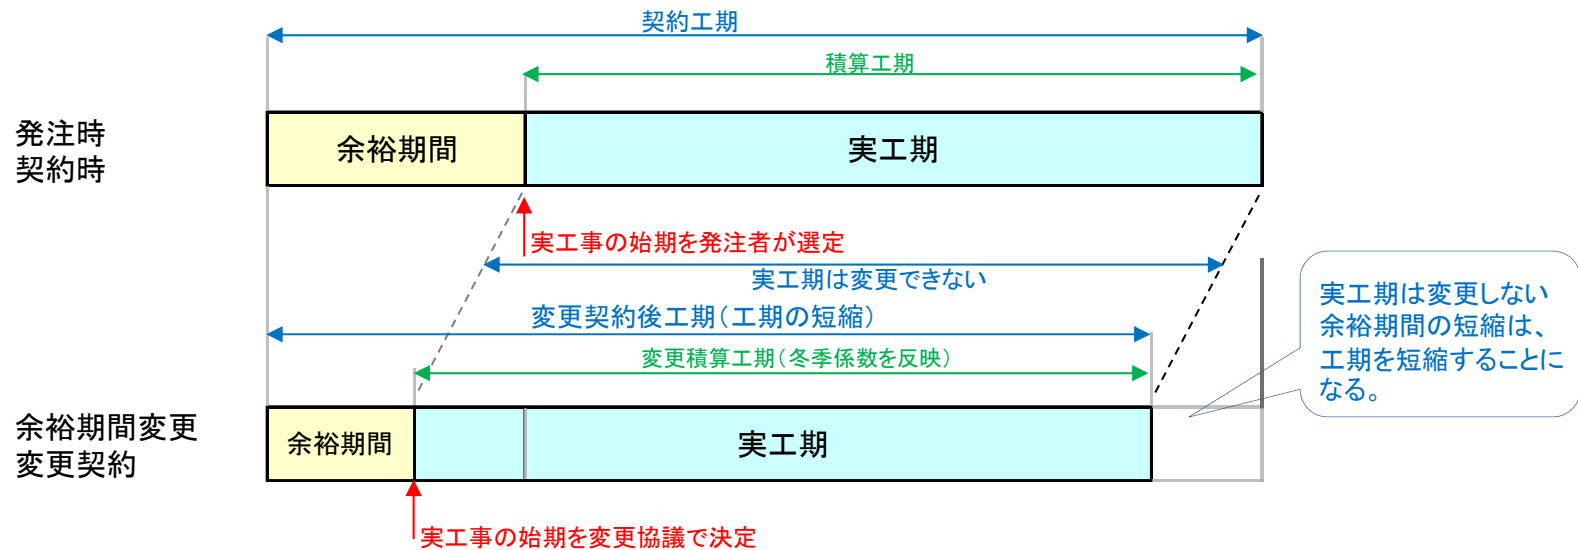 契約工期
積算工期
発注時
契約時
余裕期間
実工期
実工事の始期を発注者が選定
実工期は変更できない
変更契約後工期(工期の短縮)
変更積算工期(冬季係数を反映)
実工期は変更しない
余裕期間の短縮は、
工期を短縮することに
なる。
余裕期間変更
変更契約
余裕期間
実工期
実工事の始期を変更協議で決定